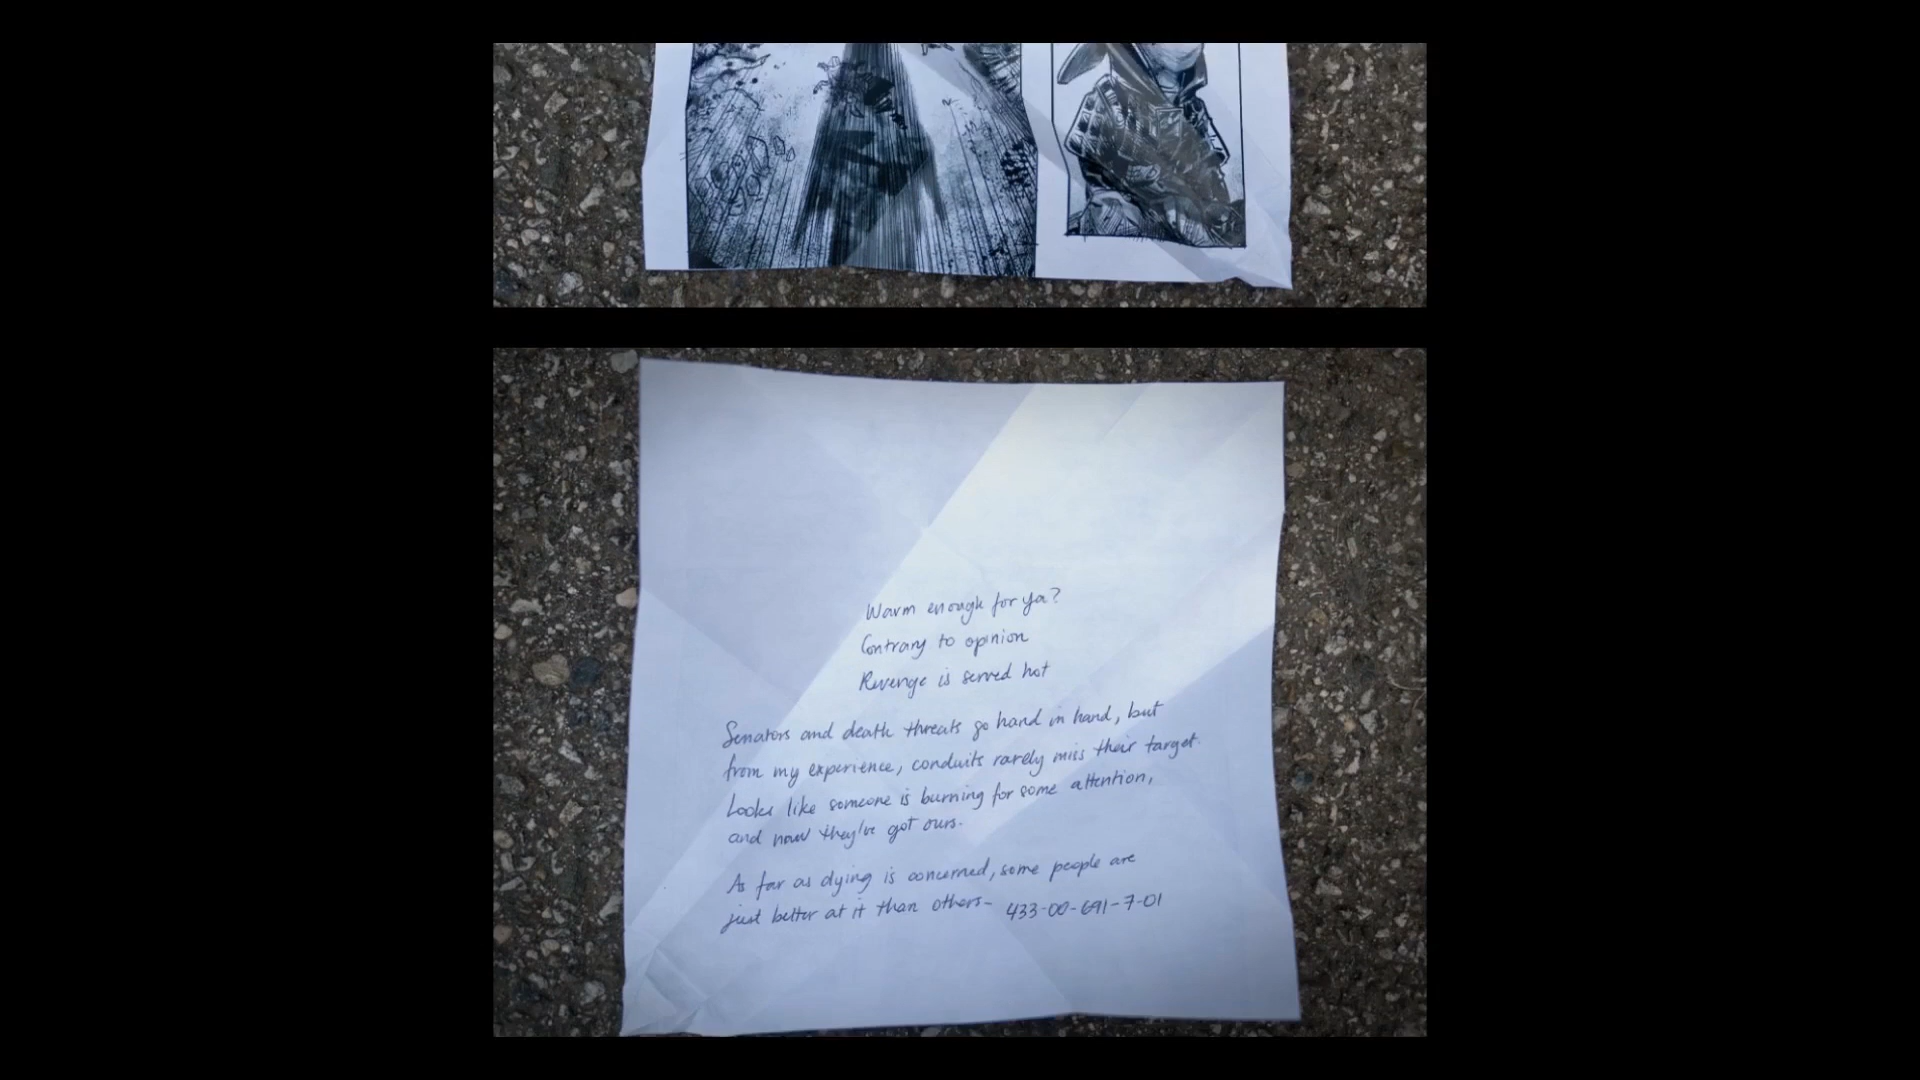 Warm enough for ya?
Contrary to opinion
Revenge is served hot
Senators and death threats go hand in hand, but
from my experience, conduits rarely miss their target.
Looks like someone is burning for some attention,
and now they've got ours.
As far as dying is concerned, some people are
just better at it than others- 433-00-691-7-01